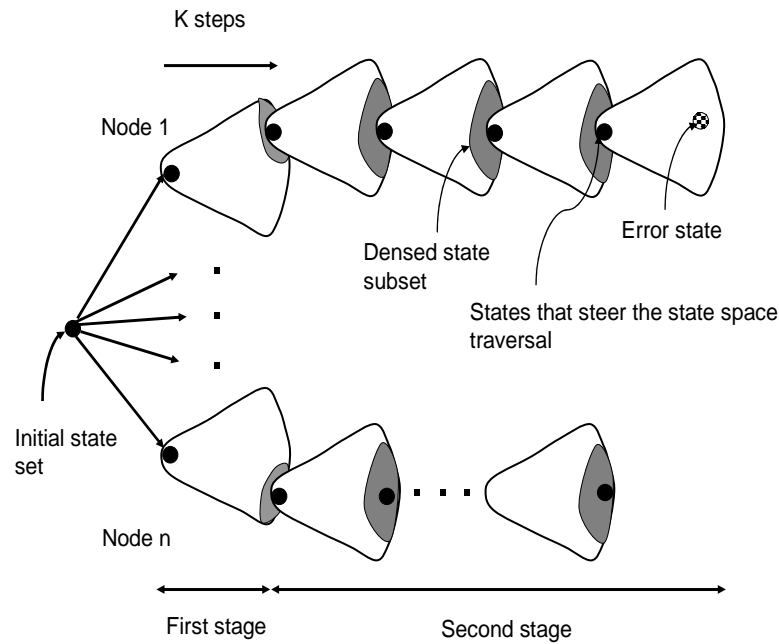 K steps
Node 1
Error state
Densed state
subset
States that steer the state space
traversal
Initial state
set
Node n
First stage
Second stage